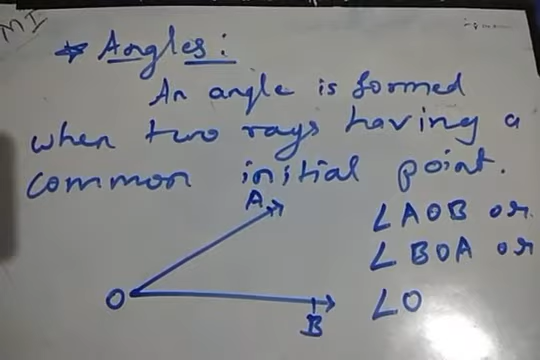 MI
* Angles:
An angle is formed
when two rays having a
common initial point.
A
∠AOB or
∠BOA or
O
B
∠O